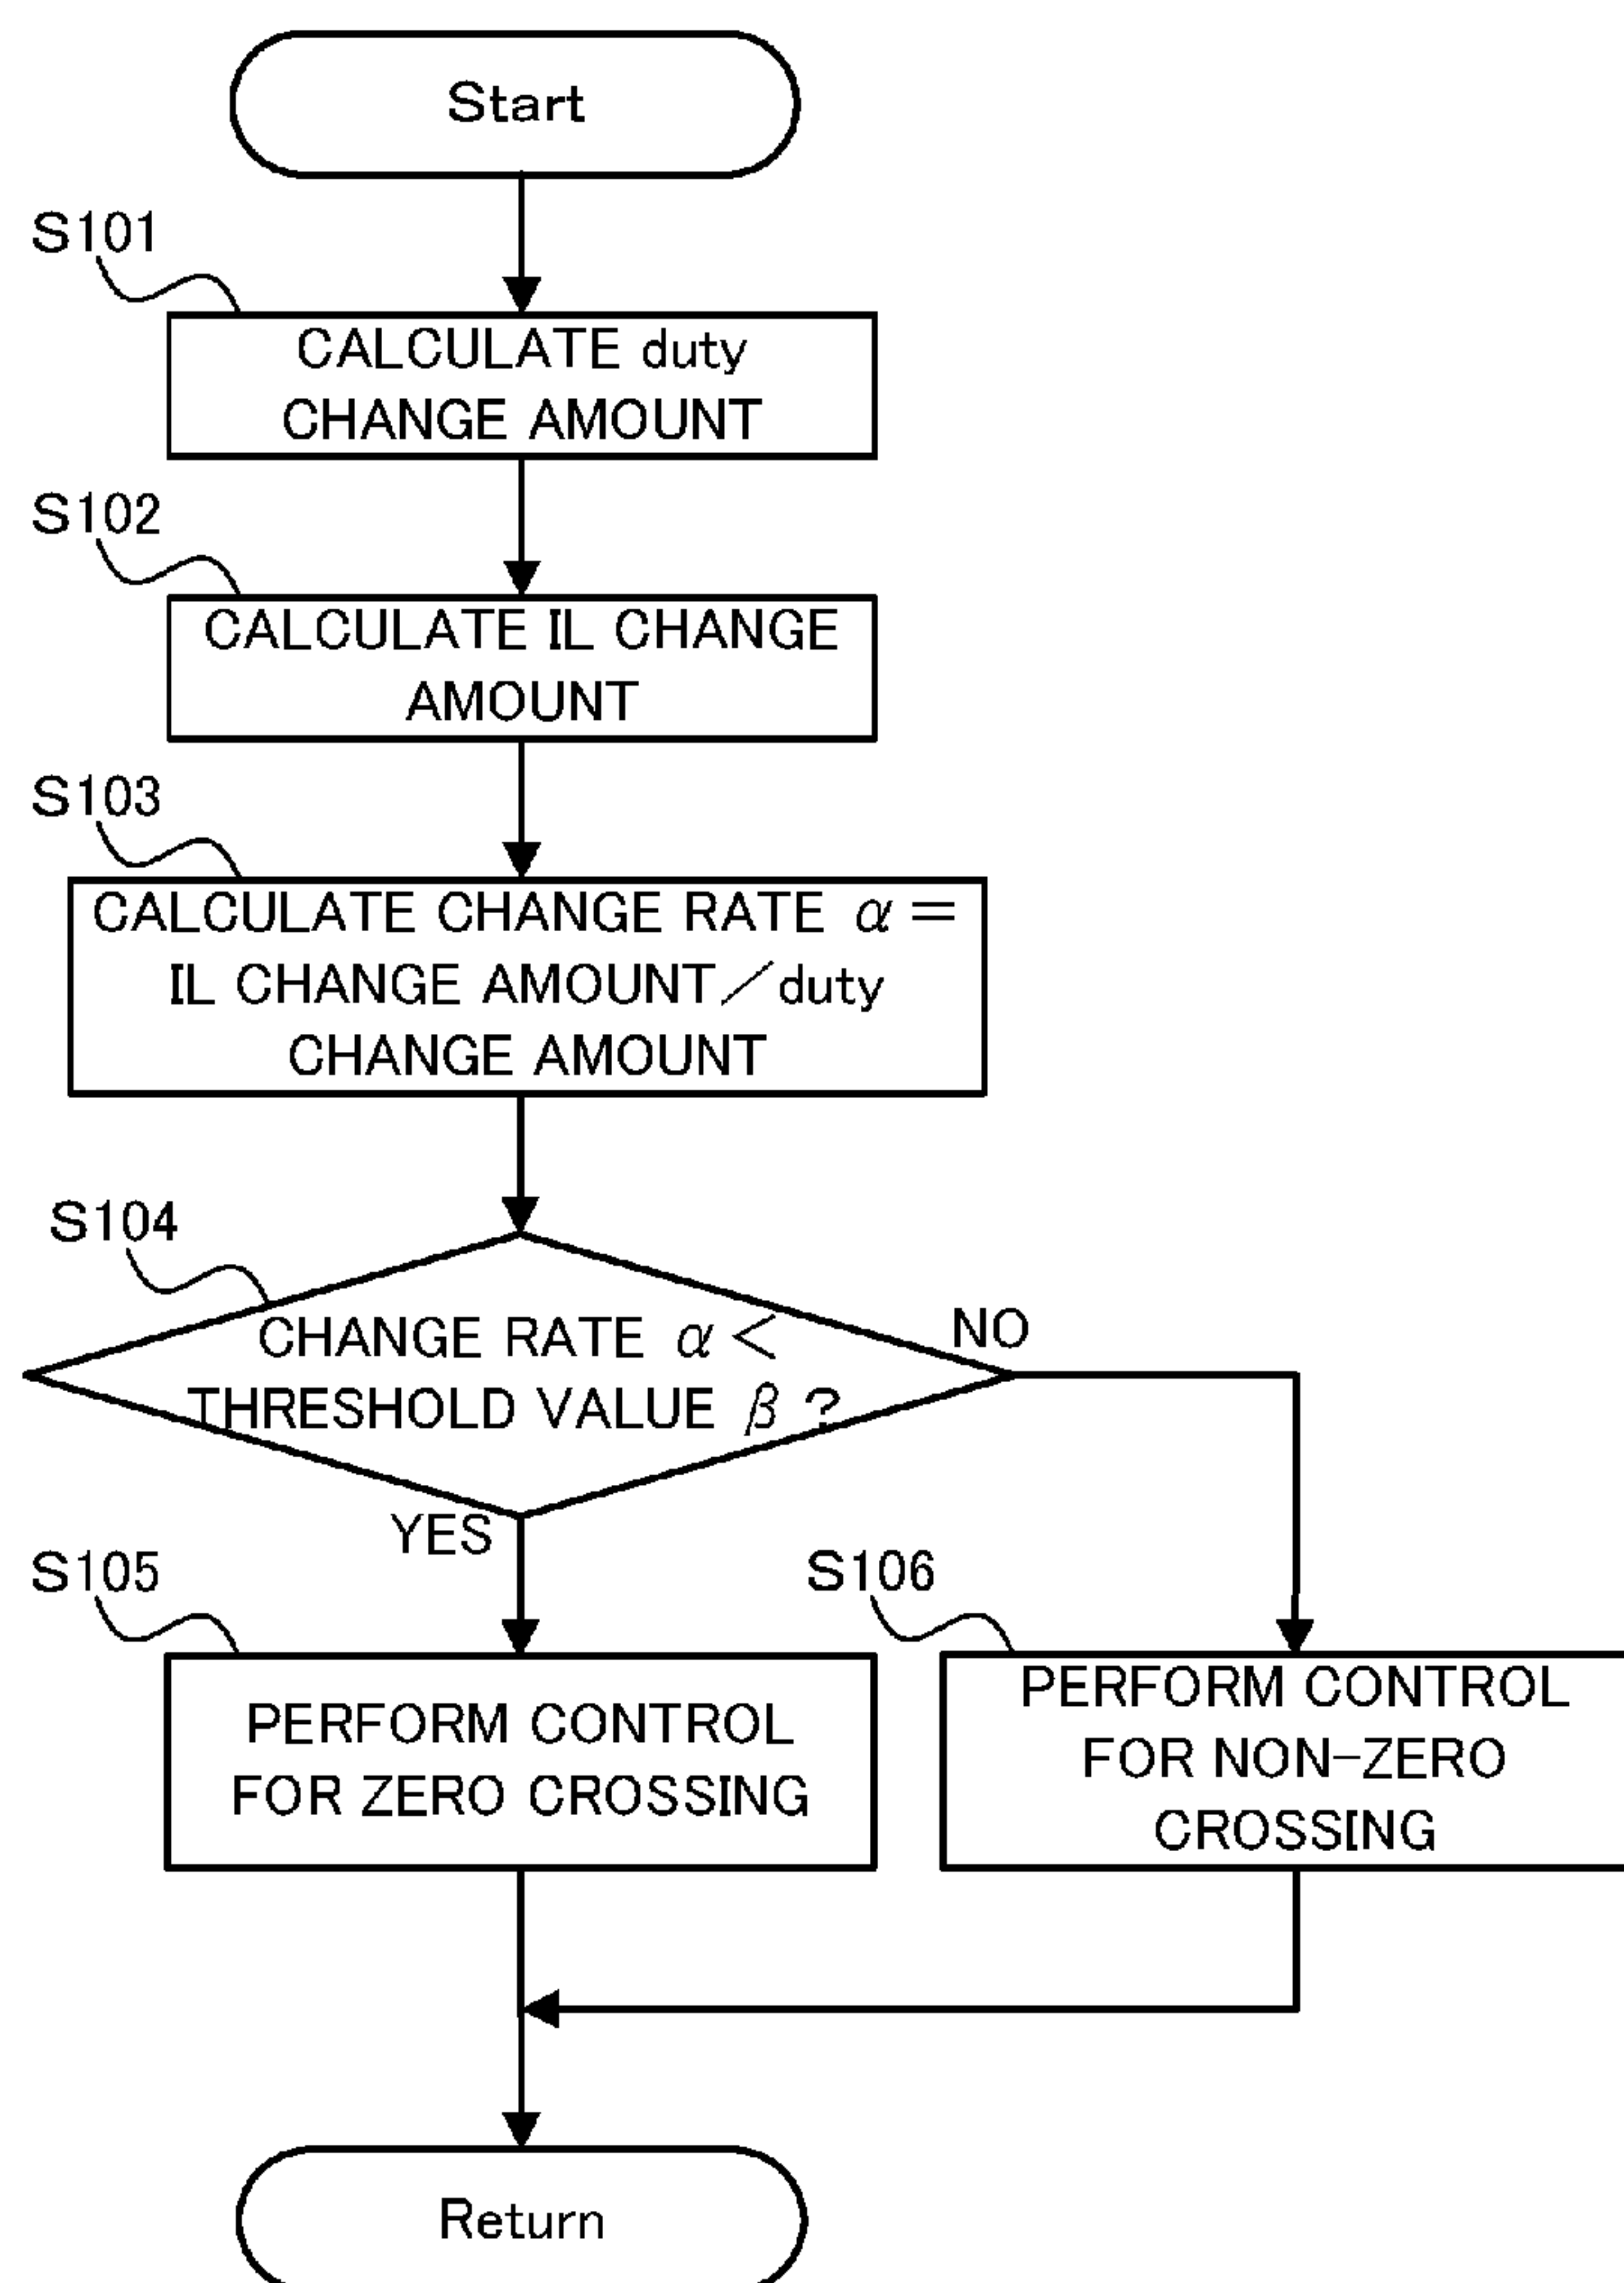 Start
S101
CALCULATE duty
CHANGE AMOUNT
S102
CALCULATE IL CHANGE
AMOUNT
S103
CALCULATE CHANGE RATE α=
IL CHANGE AMOUNT/duty
CHANGE AMOUNT
S104
CHANGE RATE α<
THRESHOLD VALUE β ?
NO
YES
S105
PERFORM CONTROL
FOR ZERO CROSSING
S106
PERFORM CONTROL
FOR NON-ZERO
CROSSING
Return